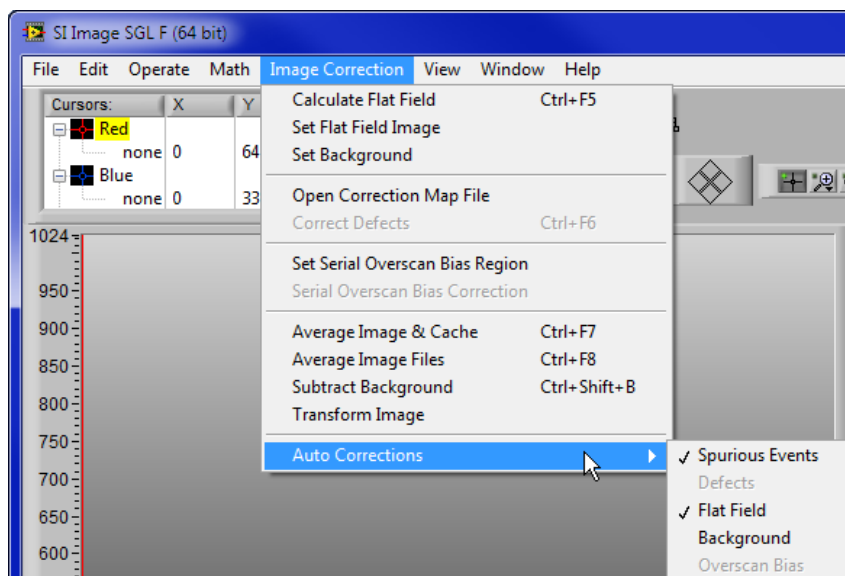 SI Image SGL F (64 bit)
File Edit Operate Math Image Correction View Window Help
Cursors: X Y
Red
none 0 64
Blue
none 0 33
Calculate Flat Field Ctrl+F5
Set Flat Field Image
Set Background
Open Correction Map File
Correct Defects Ctrl+F6
Set Serial Overscan Bias Region
Serial Overscan Bias Correction
Average Image & Cache Ctrl+F7
Average Image Files Ctrl+F8
Subtract Background Ctrl+Shift+B
Transform Image
Auto Corrections
Spurious Events
Defects
Flat Field
Background
Overscan Bias
1024
950
900
850
800
750
700
650
600